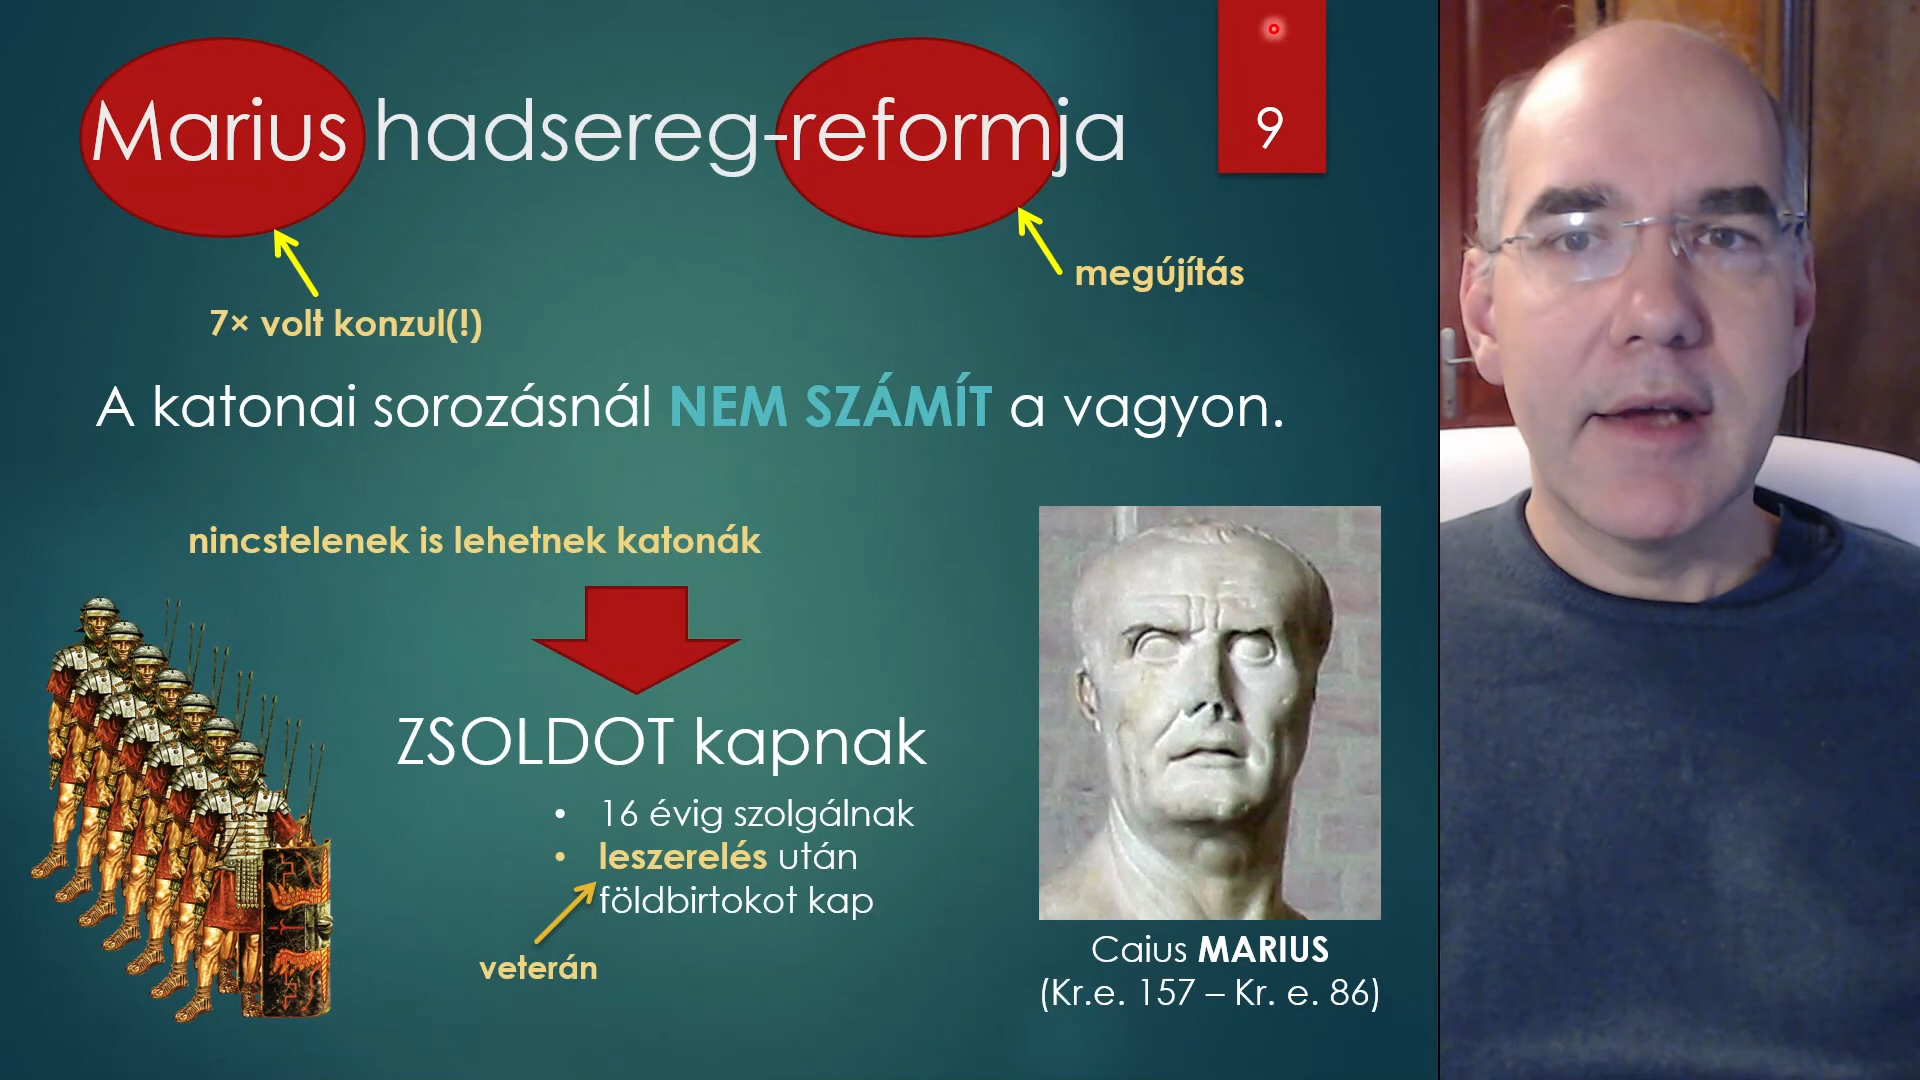 Marius hadsereg-reformja
9
megújítás
7× volt konzul(!)
A katonai sorozásnál NEM SZÁMÍT a vagyon.
nincstelenek is lehetnek katonák
ZSOLDOT kapnak
• 16 évig szolgálnak
• leszerelés után
földbirtokot kap
veterán
Caius MARIUS
(Kr.e. 157 – Kr. e. 86)